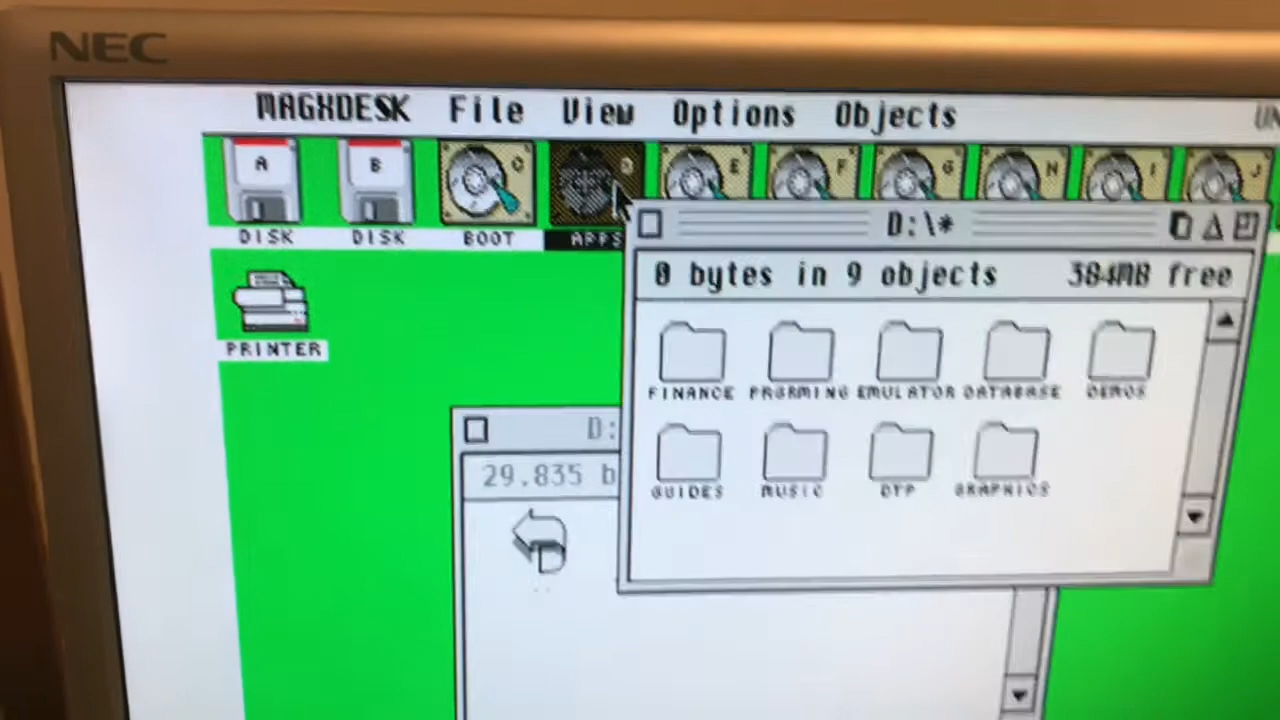 NEC
MAGXDESK File View Options Objects
A B C D E F G H I J
DISK DISK BOOT APPS
D:\*
0 bytes in 9 objects 384MB free
PRINTER
FINANCE PRGRMING EMULATOR DATABASE DEMOS
D:
29.835 b
GUIDES MUSIC DTP GRAPHICS